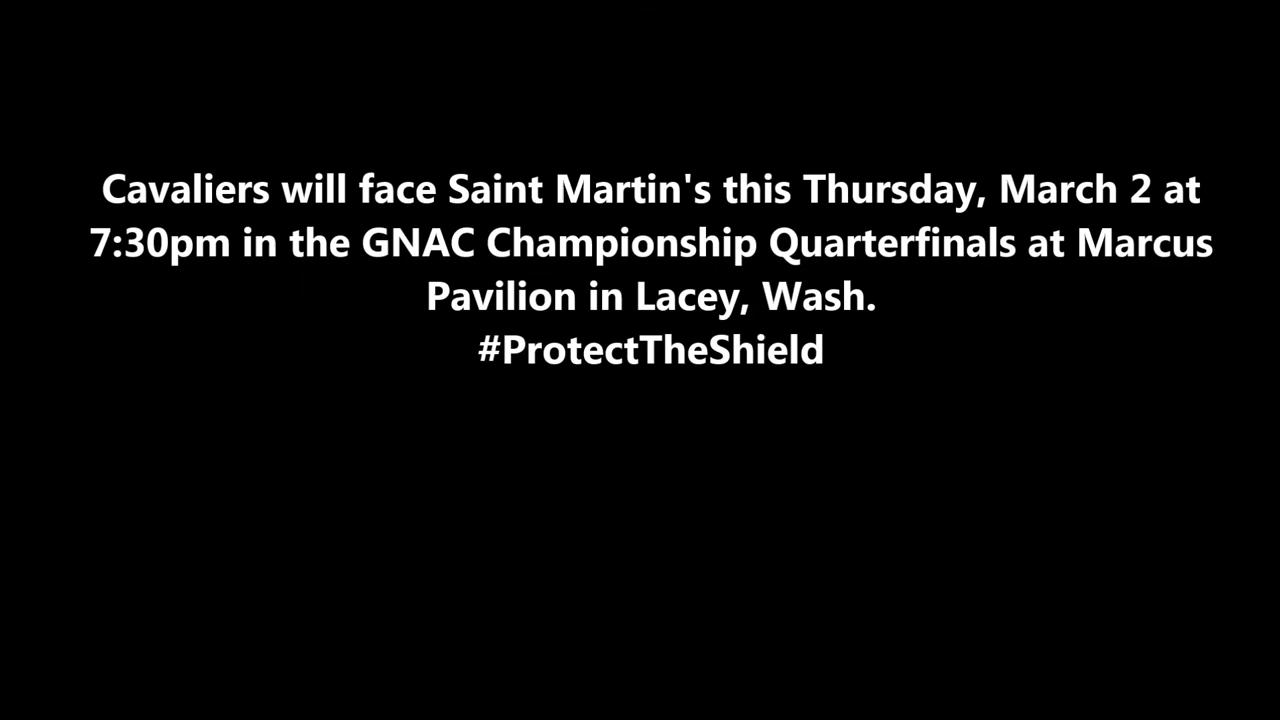 Cavaliers will face Saint Martin's this Thursday, March 2 at
7:30pm in the GNAC Championship Quarterfinals at Marcus
Pavilion in Lacey, Wash.
#ProtectTheShield